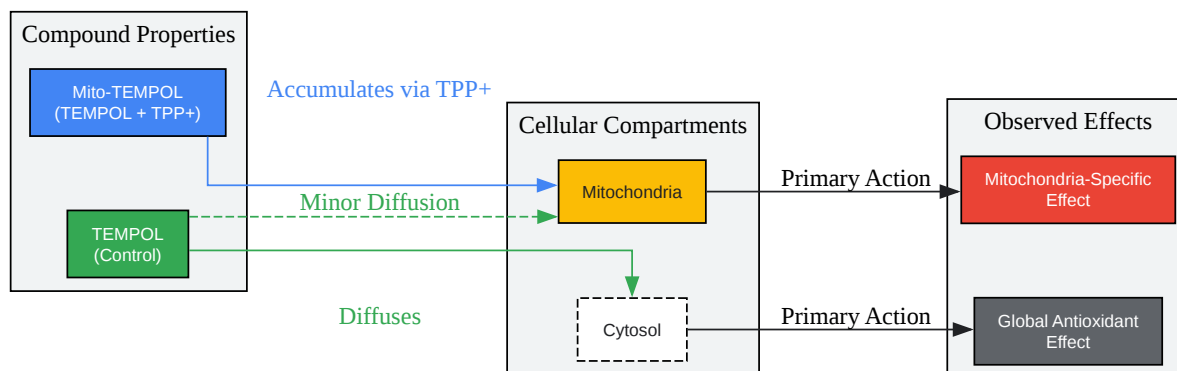 Compound Properties
Mito-TEMPOL
(TEMPOL + TPP+)
Accumulates via TPP+
TEMPOL
(Control)
Minor Diffusion
Diffuses
Cellular Compartments
Mitochondria
Cytosol
Primary Action
Primary Action
Observed Effects
Mitochondria-Specific
Effect
Global Antioxidant
Effect